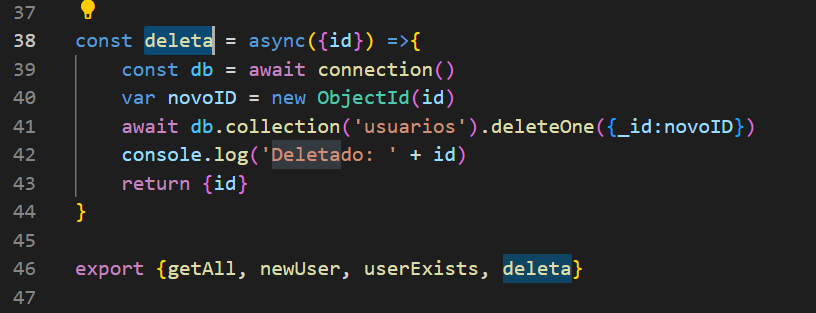 37
38 const deleta = async({id}) =>{
39 const db = await connection()
40 var novoID = new ObjectId(id)
41 await db.collection('usuarios').deleteOne({_id:novoID})
42 console.log('Deletado: ' + id)
43 return {id}
44 }
45
46 export {getAll, newUser, userExists, deleta}
47